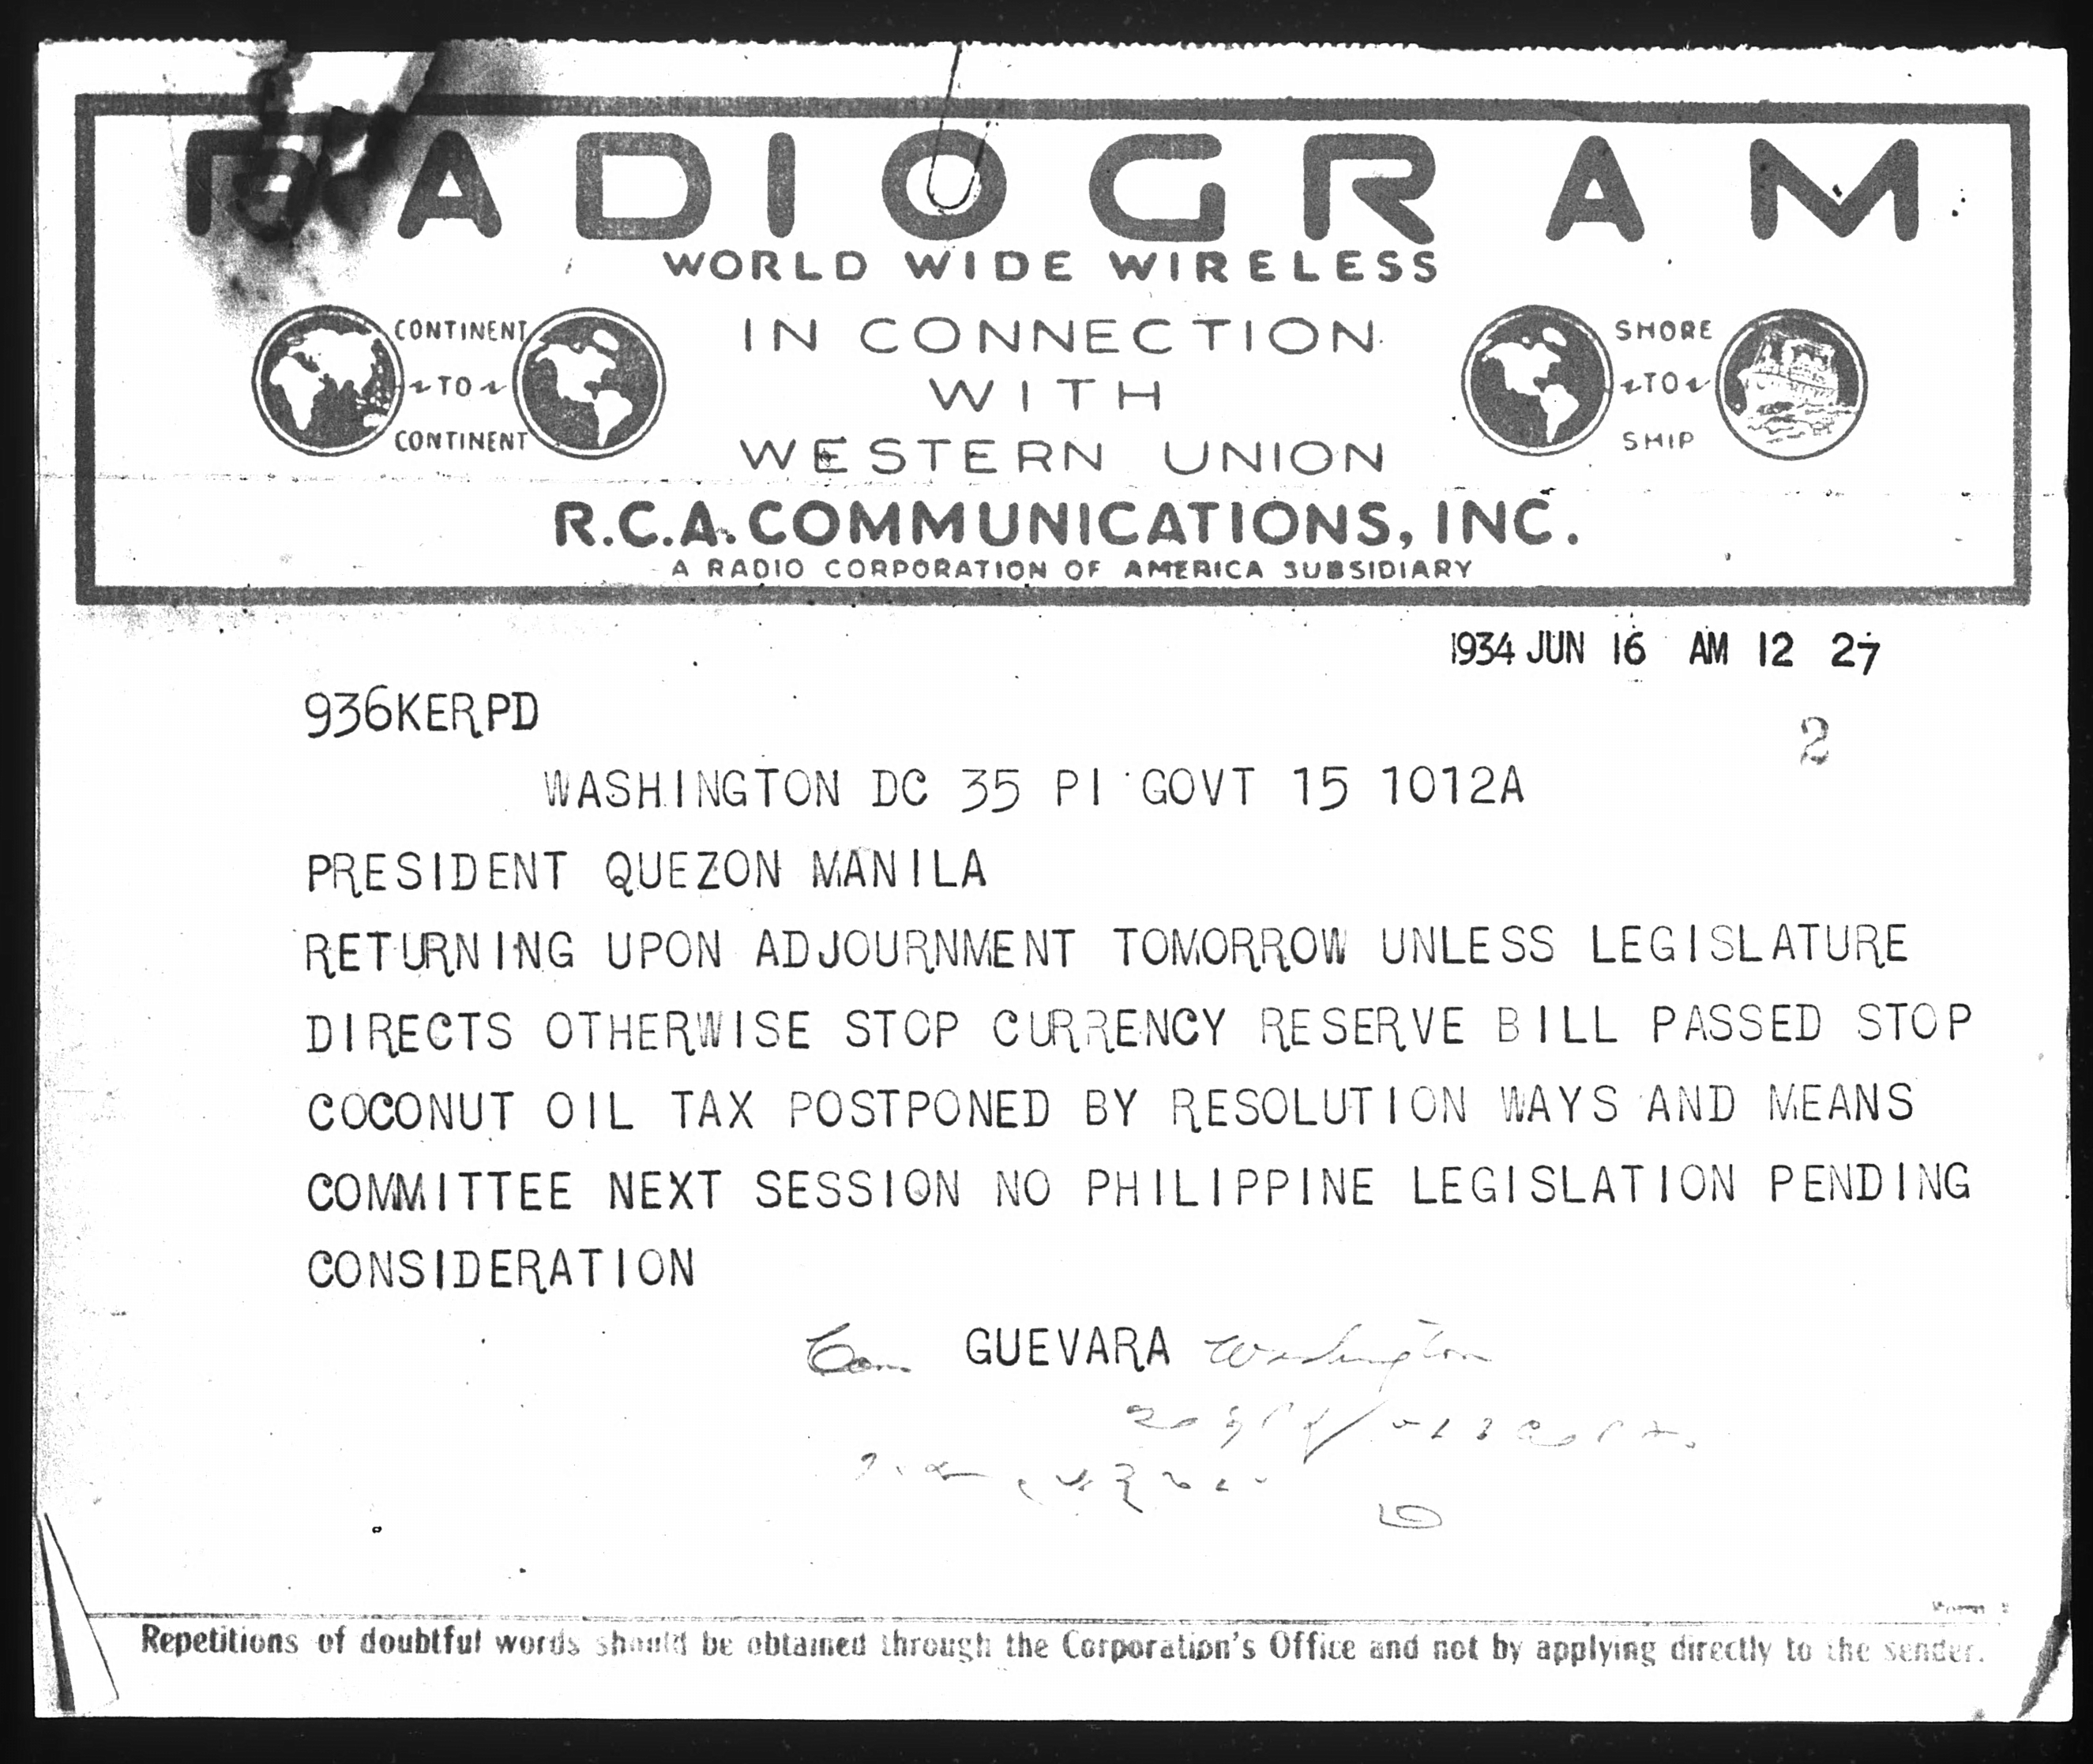 RADIOGRAM
WORLD WIDE WIRELESS
CONTINENT
TO
CONTINENT
IN CONNECTION
WITH
WESTERN UNION
SHORE
TO
SHIP
R.C.A. COMMUNICATIONS, INC.
A RADIO CORPORATION OF AMERICA SUBSIDIARY
1934 JUN 16 AM 12 27
936KERPD
2
WASHINGTON DC 35 PI GOVT 15 1012A
PRESIDENT QUEZON MANILA
RETURNING UPON ADJOURNMENT TOMORROW UNLESS LEGISLATURE
DIRECTS OTHERWISE STOP CURRENCY RESERVE BILL PASSED STOP
COCONUT OIL TAX POSTPONED BY RESOLUTION WAYS AND MEANS
COMMITTEE NEXT SESSION NO PHILIPPINE LEGISLATION PENDING
CONSIDERATION
Com GUEVARA Washington
Repetitions of doubtful words should be obtained through the Corporation's Office and not by applying directly to the sender.